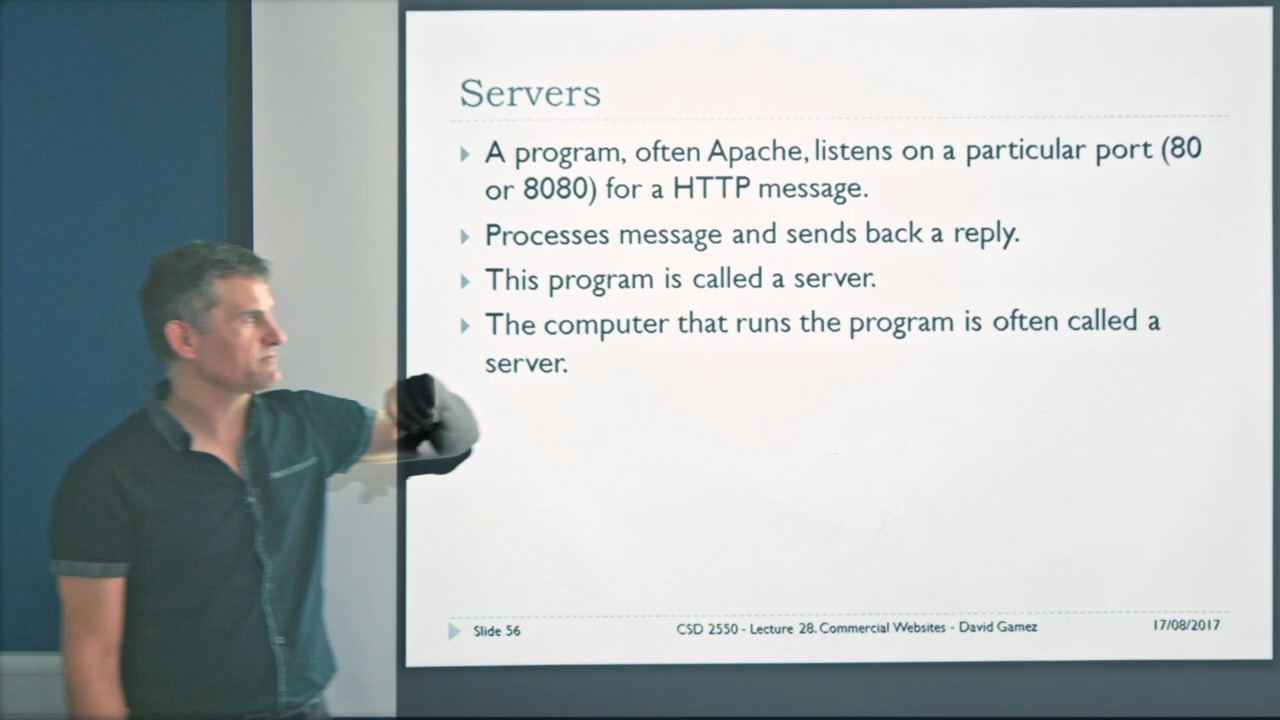 Servers
A program, often Apache, listens on a particular port (80
or 8080) for a HTTP message.
Processes message and sends back a reply.
This program is called a server.
The computer that runs the program is often called a
server.
Slide 56 CSD 2550 - Lecture 28. Commercial Websites - David Gamez 17/08/2017